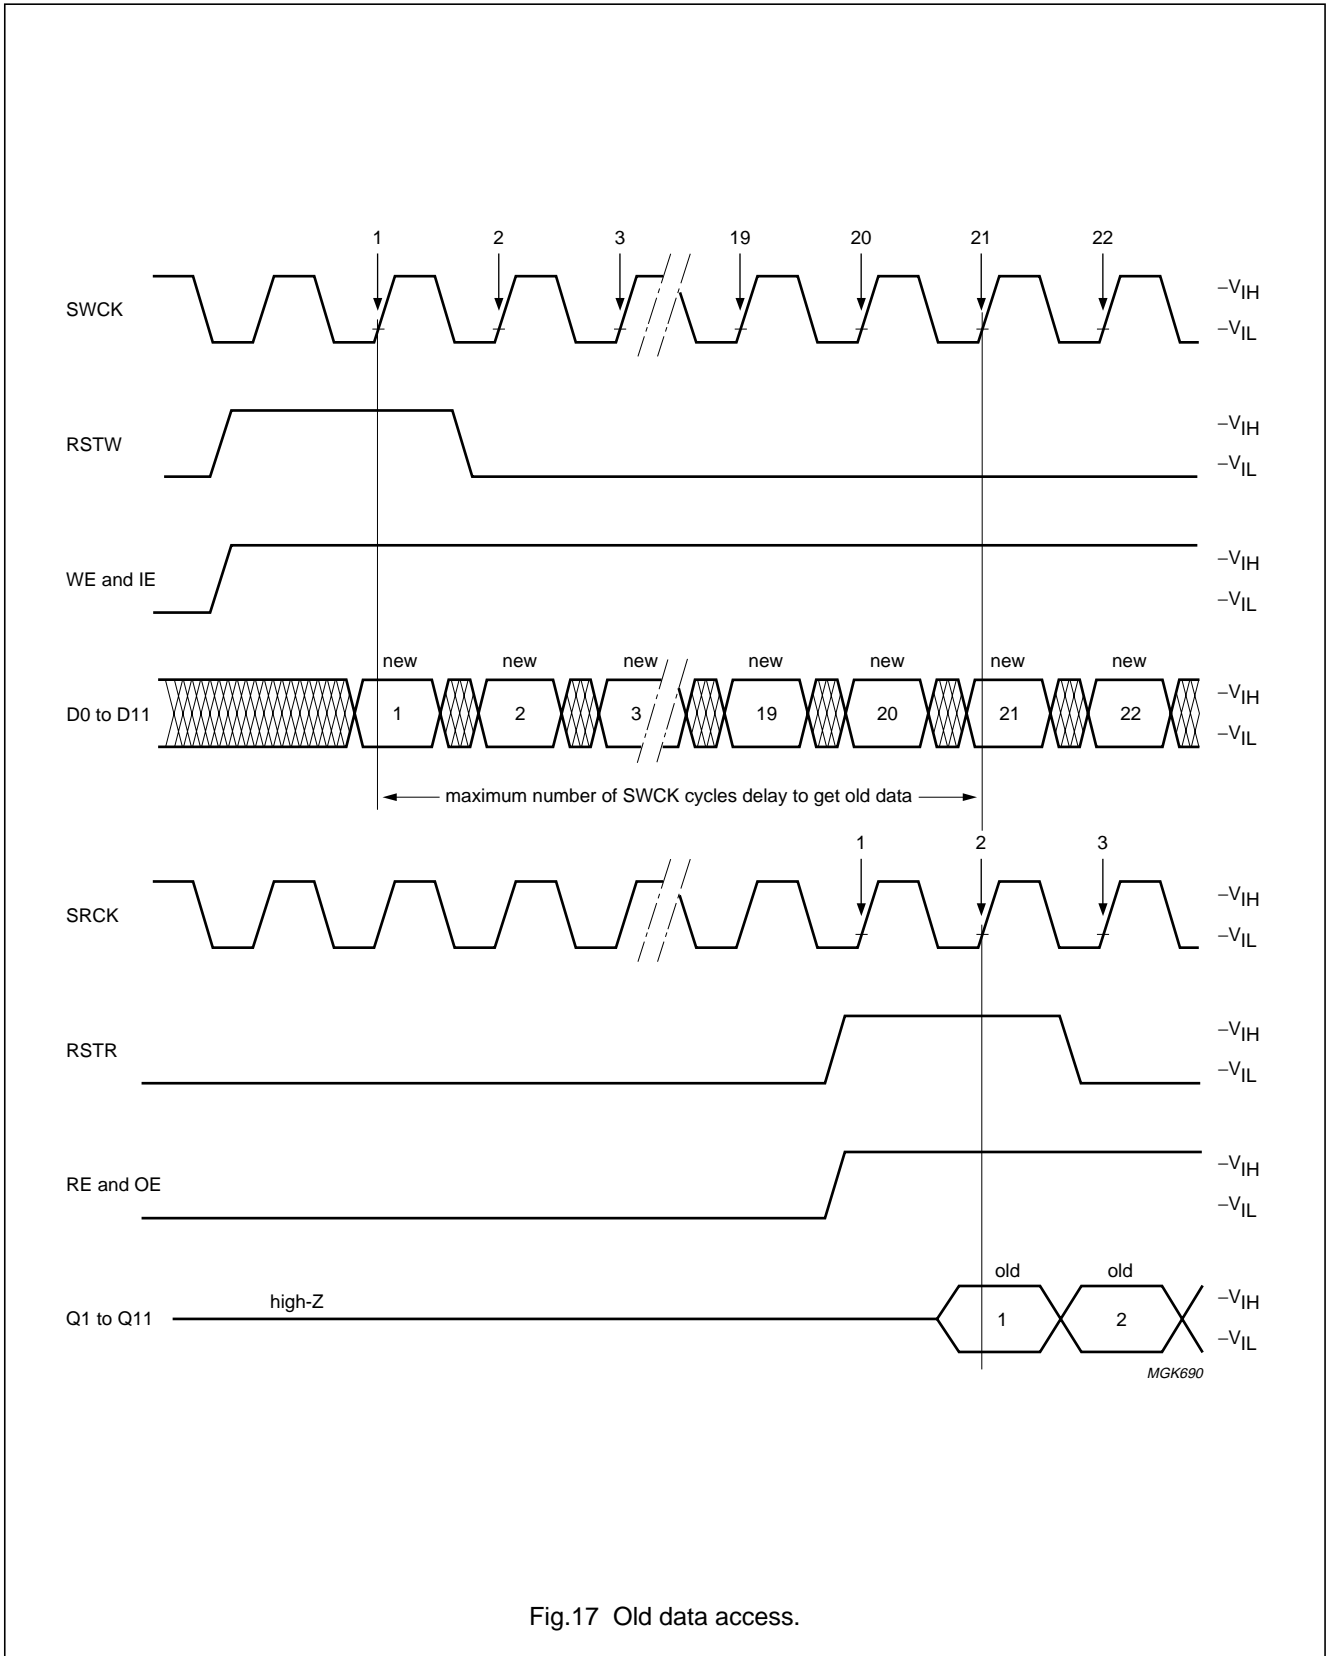 1 2 3 19 20 21 22
SWCK
–VIH
–VIL
RSTW
–VIH
–VIL
WE and IE
–VIH
–VIL
new new new new new new new
D0 to D11
1 2 3 19 20 21 22
–VIH
–VIL
maximum number of SWCK cycles delay to get old data
1 2 3
SRCK
–VIH
–VIL
RSTR
–VIH
–VIL
RE and OE
–VIH
–VIL
old old
high-Z
Q1 to Q11
1 2
–VIH
–VIL
MGK690
Fig.17 Old data access.